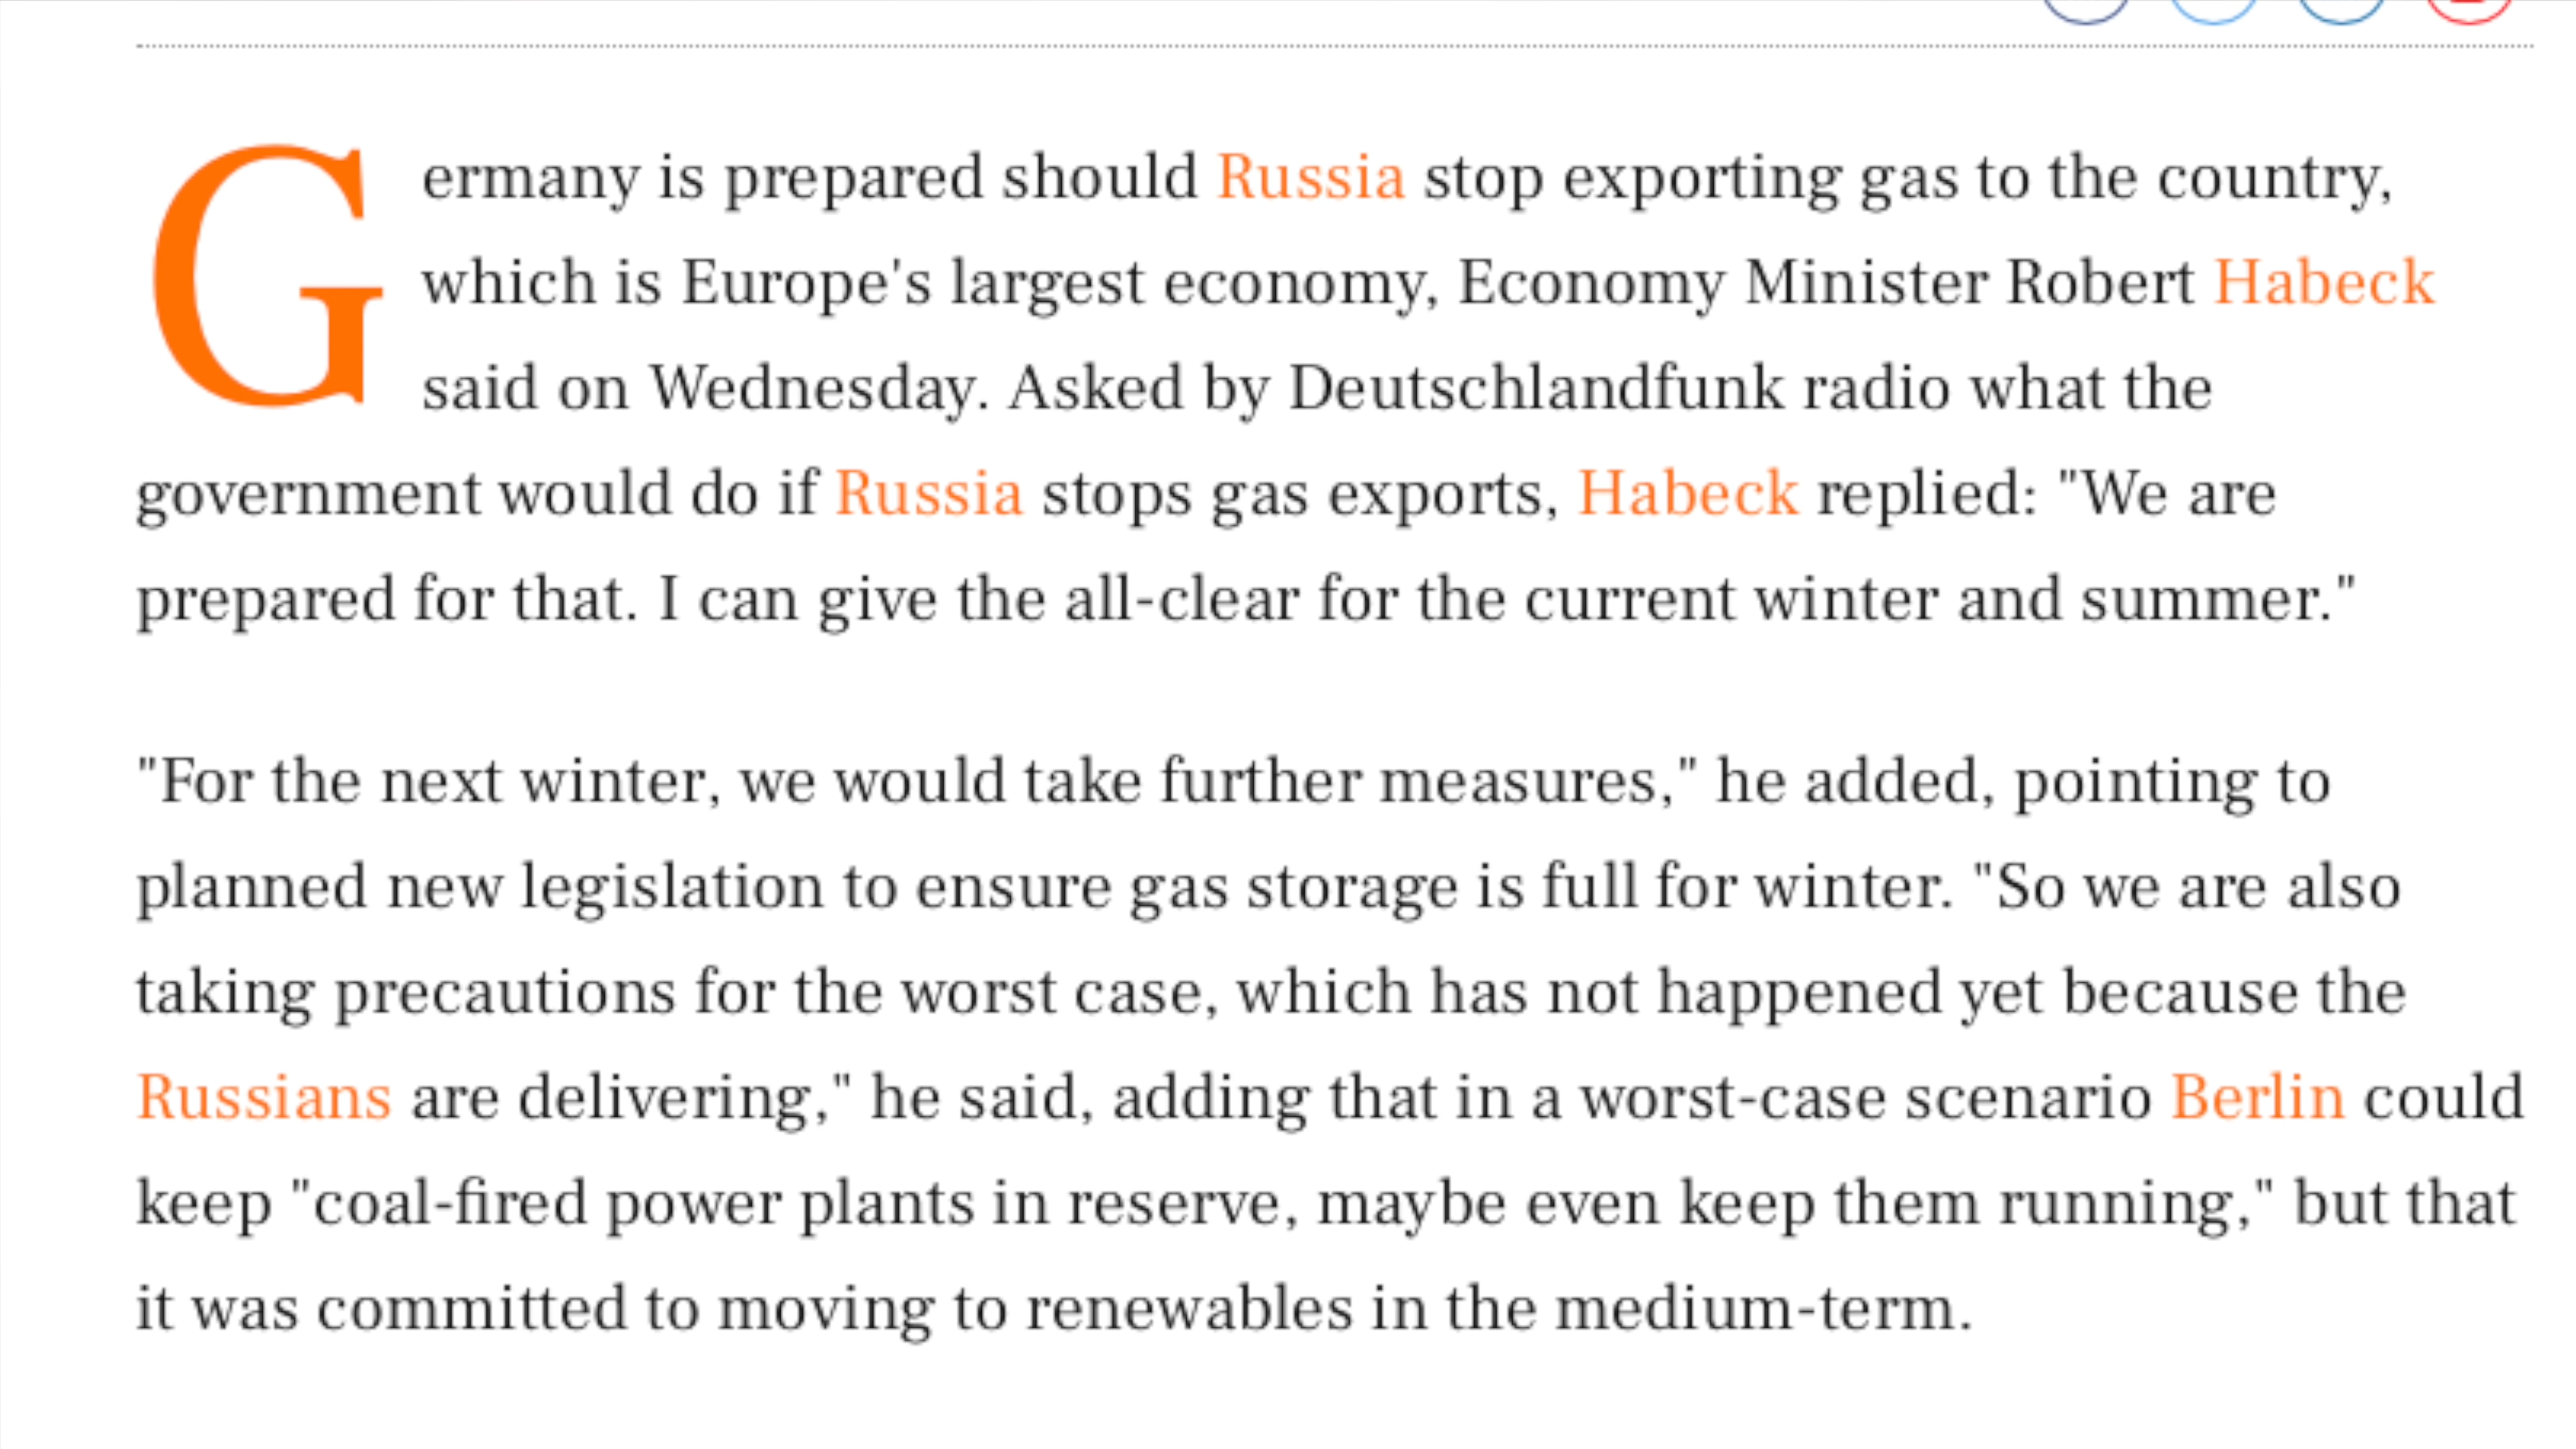 Germany is prepared should Russia stop exporting gas to the country,
which is Europe's largest economy, Economy Minister Robert Habeck
said on Wednesday. Asked by Deutschlandfunk radio what the
government would do if Russia stops gas exports, Habeck replied: "We are
prepared for that. I can give the all-clear for the current winter and summer."
"For the next winter, we would take further measures," he added, pointing to
planned new legislation to ensure gas storage is full for winter. "So we are also
taking precautions for the worst case, which has not happened yet because the
Russians are delivering," he said, adding that in a worst-case scenario Berlin could
keep "coal-fired power plants in reserve, maybe even keep them running," but that
it was committed to moving to renewables in the medium-term.